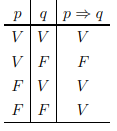 p q p ⇒ q
V V V
V F F
F V V
F F V